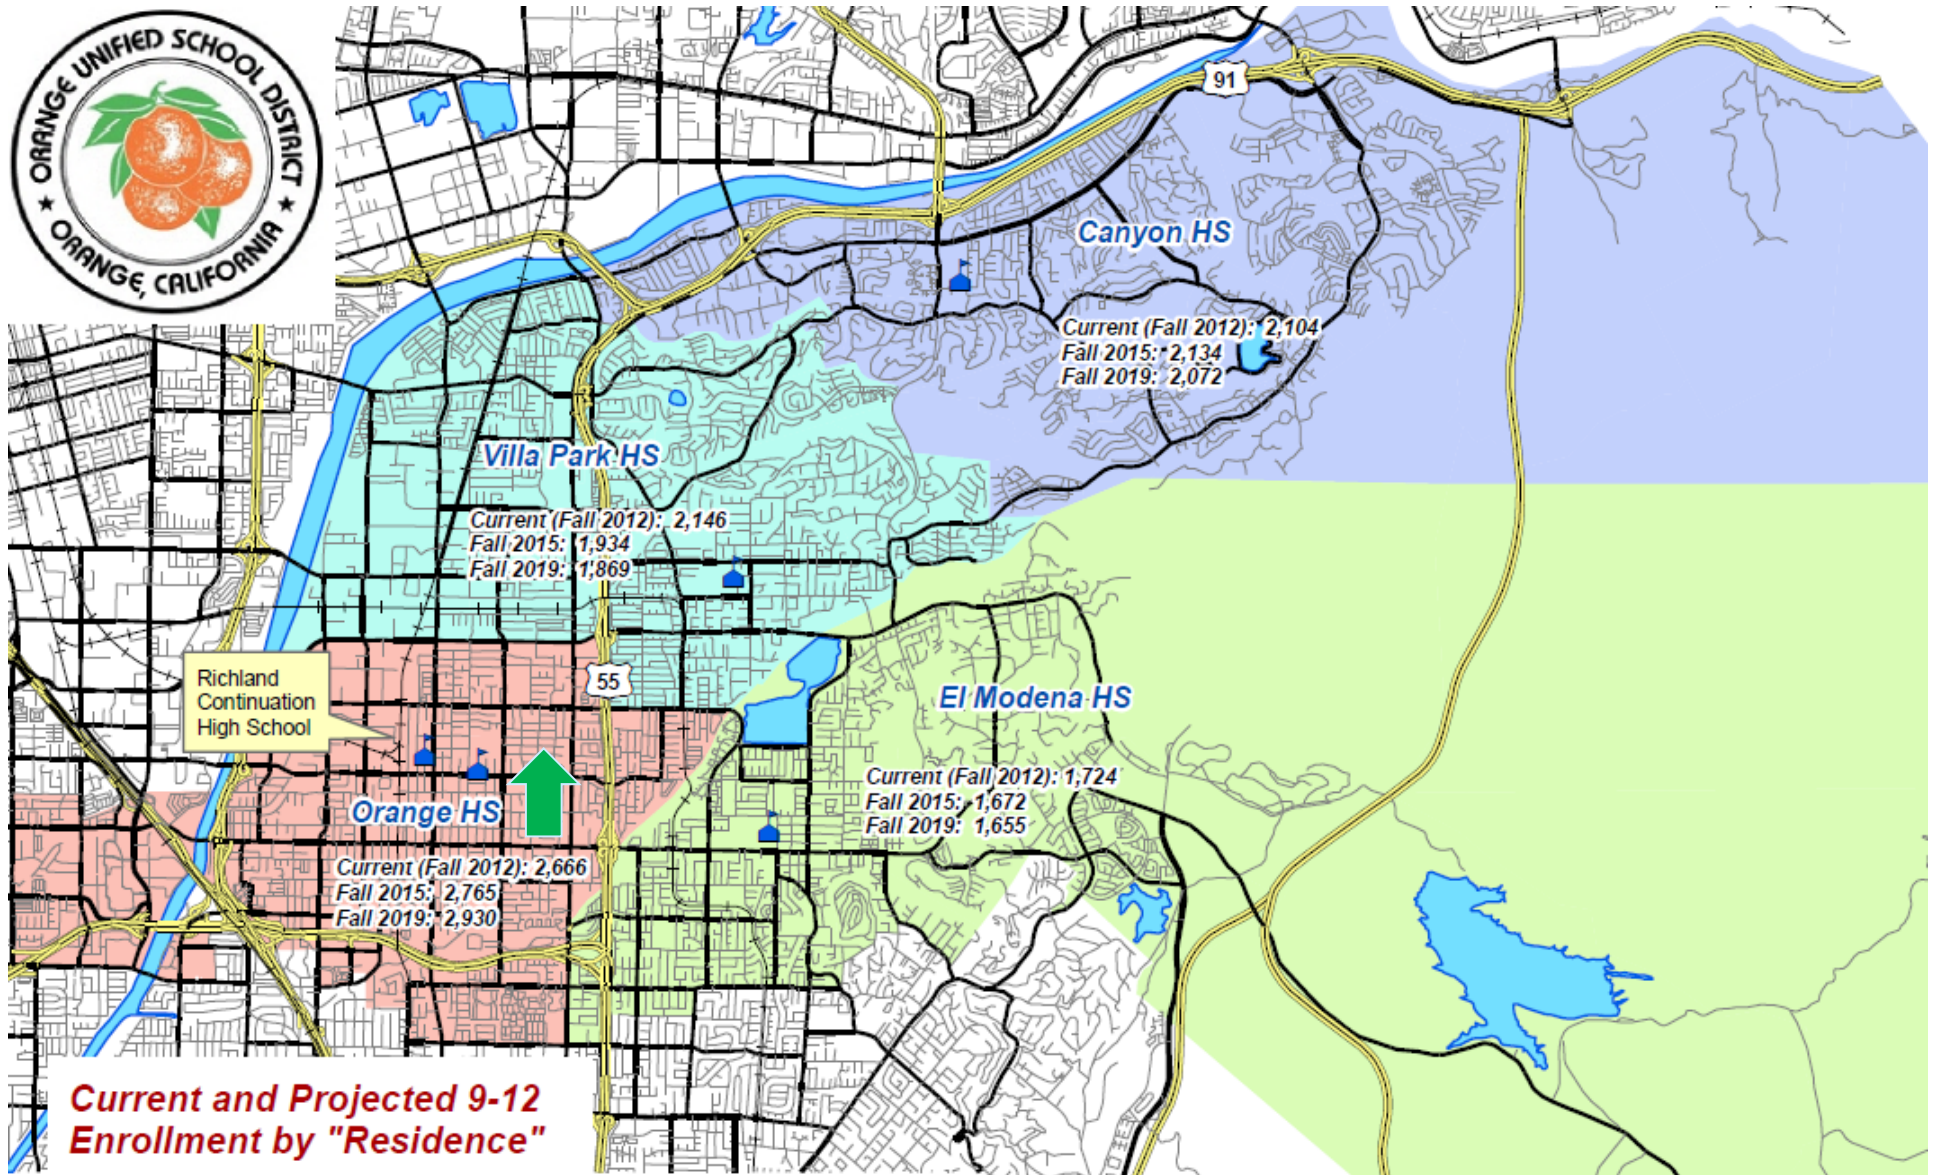 ORANGE UNIFIED SCHOOL DISTRICT
★ ORANGE, CALIFORNIA ★
91
Canyon HS
Current (Fall 2012): 2,104
Fall 2015: 2,134
Fall 2019: 2,072
Villa Park HS
Current (Fall 2012): 2,146
Fall 2015: 1,934
Fall 2019: 1,869
Richland
Continuation
High School
55
El Modena HS
Current (Fall 2012): 1,724
Fall 2015: 1,672
Fall 2019: 1,655
Orange HS
Current (Fall 2012): 2,666
Fall 2015: 2,765
Fall 2019: 2,930
Current and Projected 9-12
Enrollment by "Residence"